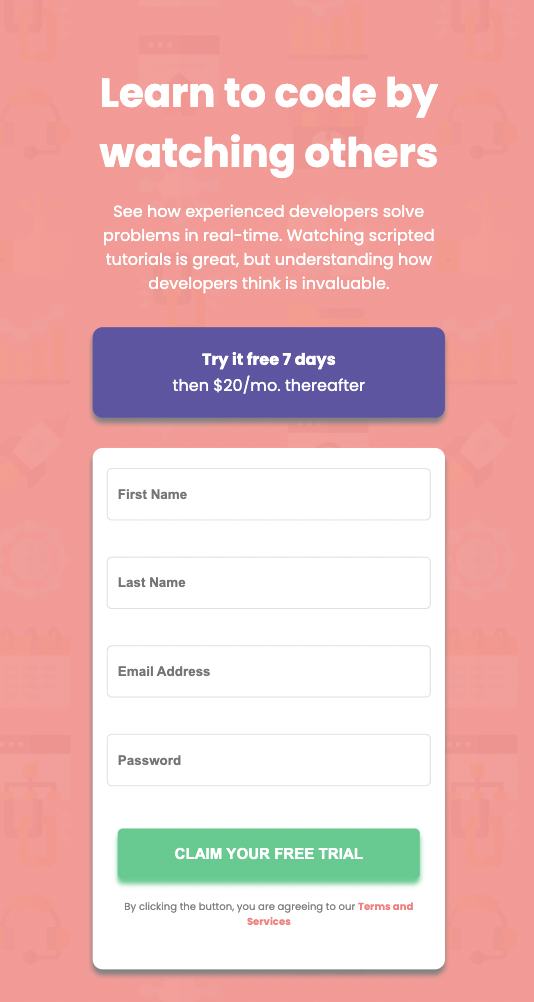 Learn to code by
watching others
See how experienced developers solve
problems in real-time. Watching scripted
tutorials is great, but understanding how
developers think is invaluable.
Try it free 7 days
then $20/mo. thereafter
First Name
Last Name
Email Address
Password
CLAIM YOUR FREE TRIAL
By clicking the button, you are agreeing to our Terms and
Services